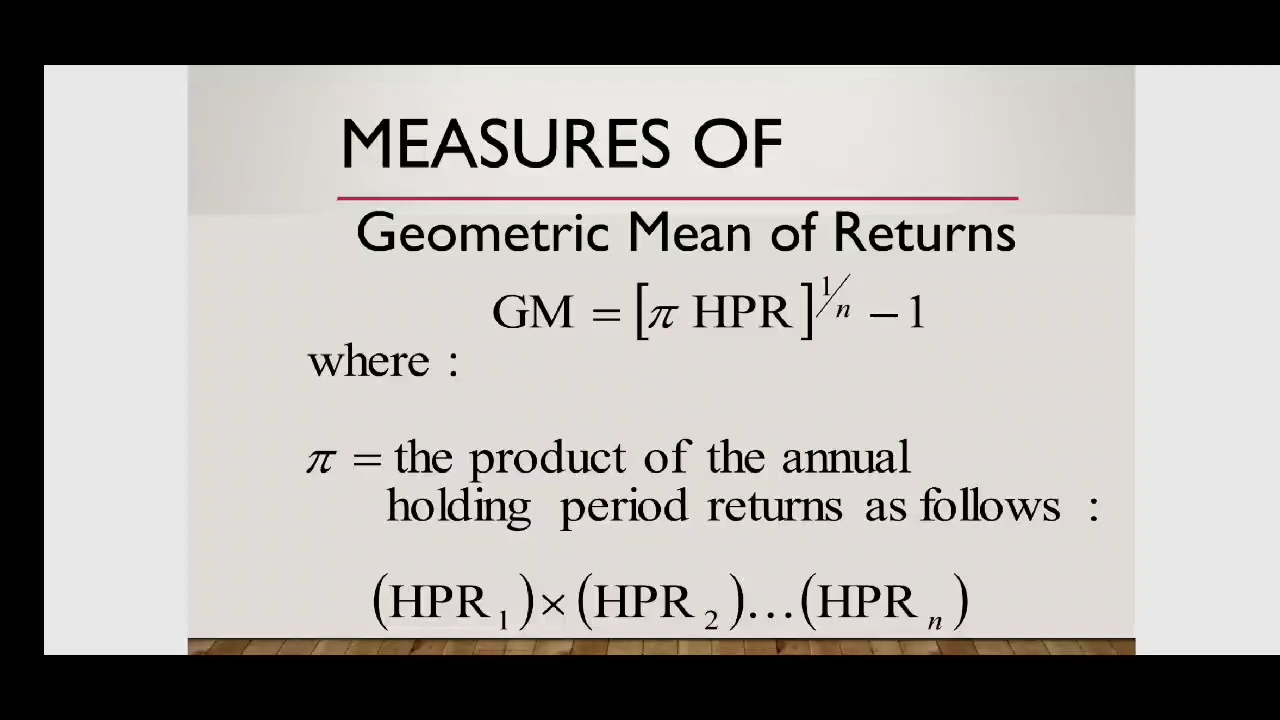 MEASURES OF
Geometric Mean of Returns
GM = [π HPR]^{1/n} − 1
where :
π = the product of the annual
holding period returns as follows :
(HPR₁)×(HPR₂)…(HPRₙ)